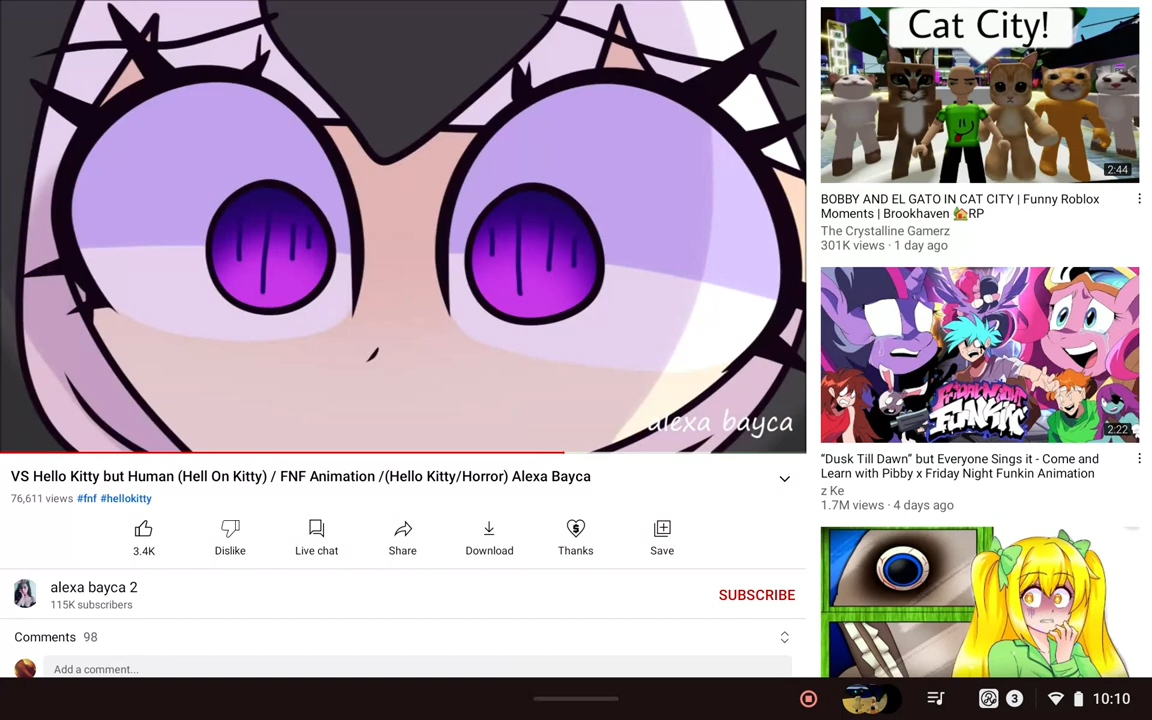 alexa bayca
VS Hello Kitty but Human (Hell On Kitty) / FNF Animation /(Hello Kitty/Horror) Alexa Bayca
76,611 views #fnf #hellokitty
3.4K
Dislike
Live chat
Share
Download
Thanks
Save
alexa bayca 2
115K subscribers
SUBSCRIBE
Comments 98
Add a comment...
Cat City!
2:44
BOBBY AND EL GATO IN CAT CITY | Funny Roblox
Moments | Brookhaven 🏡RP
The Crystalline Gamerz
301K views · 1 day ago
FRIDAY NIGHT
FUNKIN
2:22
“Dusk Till Dawn” but Everyone Sings it - Come and
Learn with Pibby x Friday Night Funkin Animation
z Ke
1.7M views · 4 days ago
3
10:10